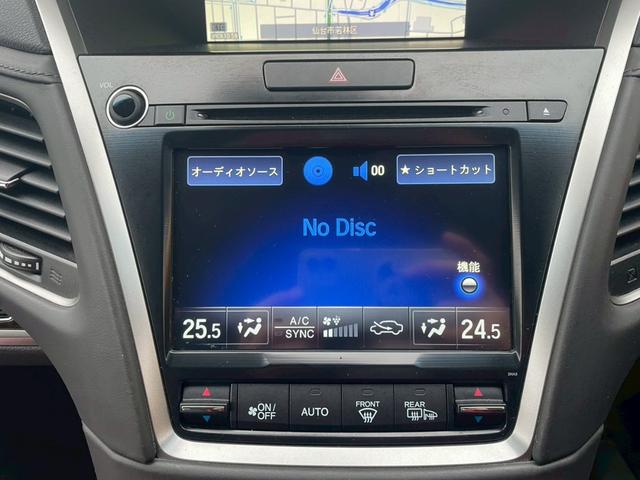 仙台市若林区
VOL
オーディオソース
00
★ショートカット
No Disc
機能
25.5
A/C
SYNC
24.5
ON/
OFF
AUTO
FRONT
REAR